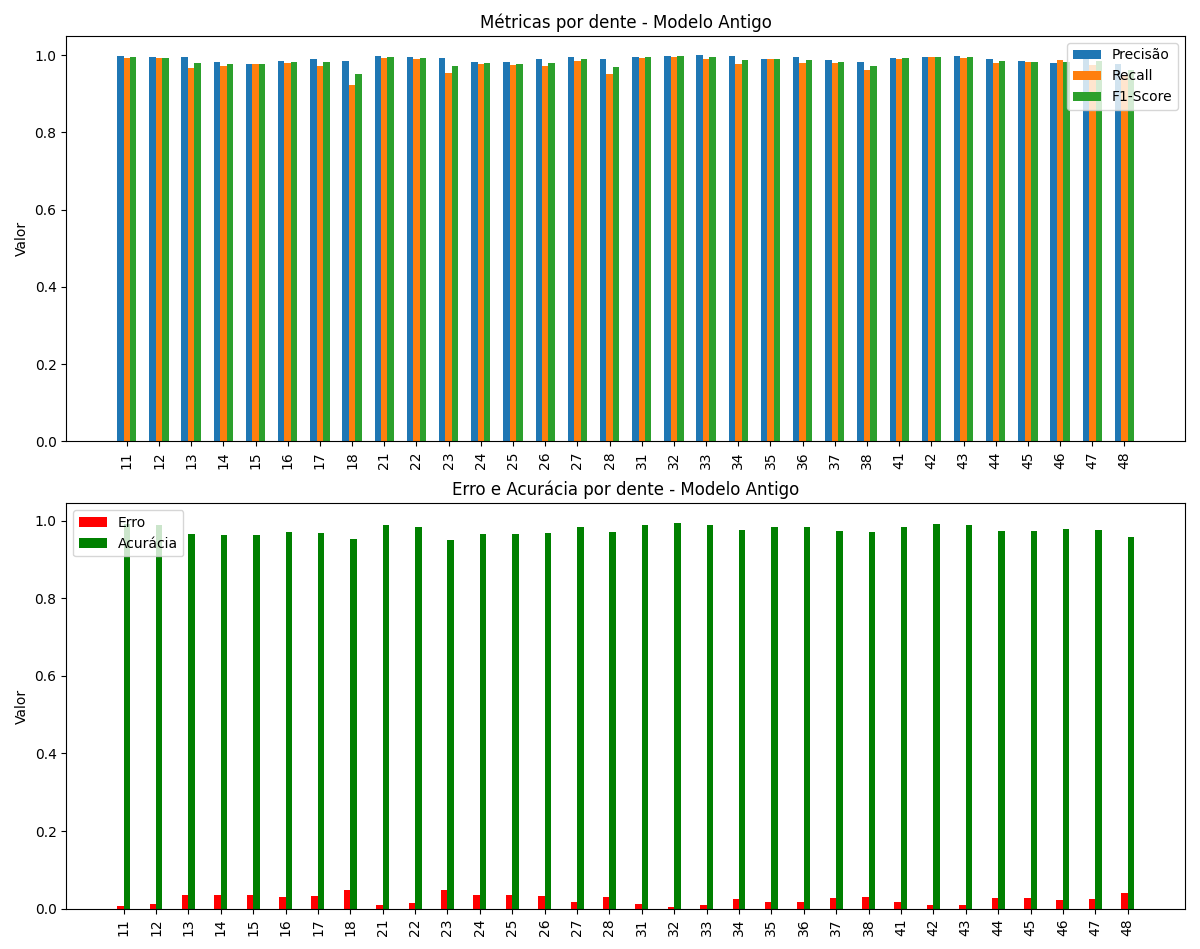 Métricas por dente - Modelo Antigo
1.0
0.8
0.6
0.4
0.2
0.0
Valor
Precisão
Recall
F1-Score
11 12 13 14 15 16 17 18 21 22 23 24 25 26 27 28 31 32 33 34 35 36 37 38 41 42 43 44 45 46 47 48
Erro e Acurácia por dente - Modelo Antigo
1.0
0.8
0.6
0.4
0.2
0.0
Valor
Erro
Acurácia
11 12 13 14 15 16 17 18 21 22 23 24 25 26 27 28 31 32 33 34 35 36 37 38 41 42 43 44 45 46 47 48